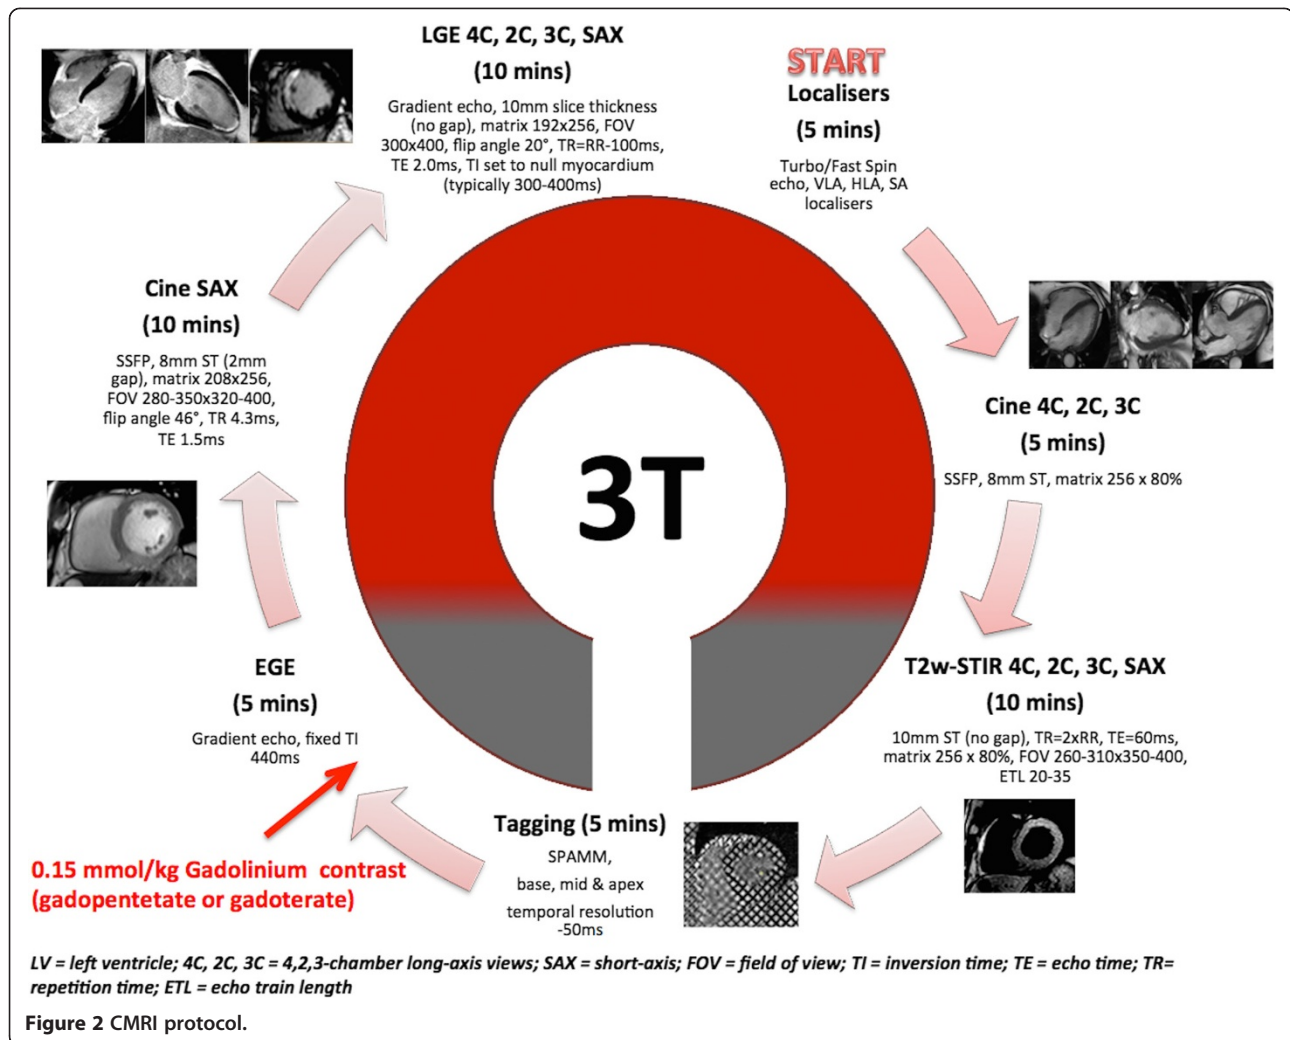 START
Localisers
(5 mins)
Turbo/Fast Spin
echo, VLA, HLA, SA
localisers
Cine 4C, 2C, 3C
(5 mins)
SSFP, 8mm ST, matrix 256 x 80%
T2w-STIR 4C, 2C, 3C, SAX
(10 mins)
10mm ST (no gap), TR=2xRR, TE=60ms,
matrix 256 x 80%, FOV 260-310x350-400,
ETL 20-35
Tagging (5 mins)
SPAMM,
base, mid & apex
temporal resolution
-50ms
0.15 mmol/kg Gadolinium contrast
(gadopentetate or gadoterate)
EGE
(5 mins)
Gradient echo, fixed TI
440ms
Cine SAX
(10 mins)
SSFP, 8mm ST (2mm
gap), matrix 208x256,
FOV 280-350x320-400,
flip angle 46°, TR 4.3ms,
TE 1.5ms
LGE 4C, 2C, 3C, SAX
(10 mins)
Gradient echo, 10mm slice thickness
(no gap), matrix 192x256, FOV
300x400, flip angle 20°, TR=RR-100ms,
TE 2.0ms, TI set to null myocardium
(typically 300-400ms)
3T
LV = left ventricle; 4C, 2C, 3C = 4,2,3-chamber long-axis views; SAX = short-axis; FOV = field of view; TI = inversion time; TE = echo time; TR=
repetition time; ETL = echo train length
Figure 2 CMRI protocol.